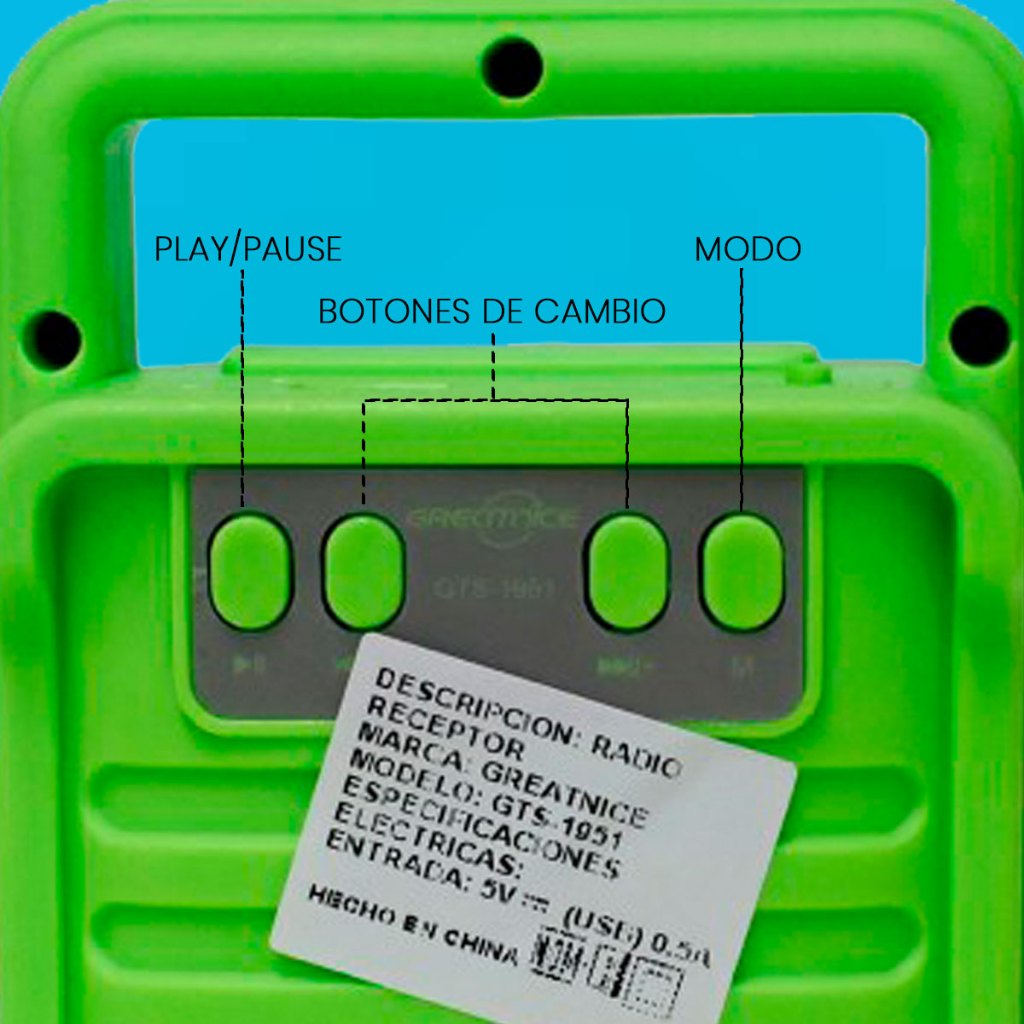 PLAY/PAUSE
MODO
BOTONES DE CAMBIO
GREATNICE
GTS-1951
M
DESCRIPCION: RADIO
RECEPTOR
MARCA: GREATNICE
MODELO: GTS-1951
ESPECIFICACIONES
ELECTRICAS:
ENTRADA: 5V ⎓ (USB) 0.5A
HECHO EN CHINA NOM